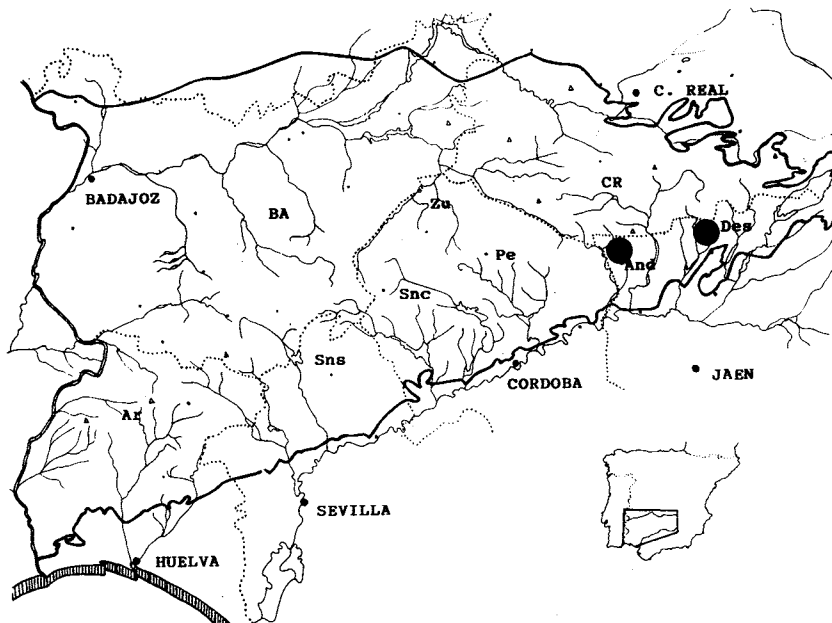 C. REAL
BADAJOZ
CR
BA
Zu
Des
Pe
And
Snc
Sns
CORDOBA
JAEN
Ar
SEVILLA
HUELVA